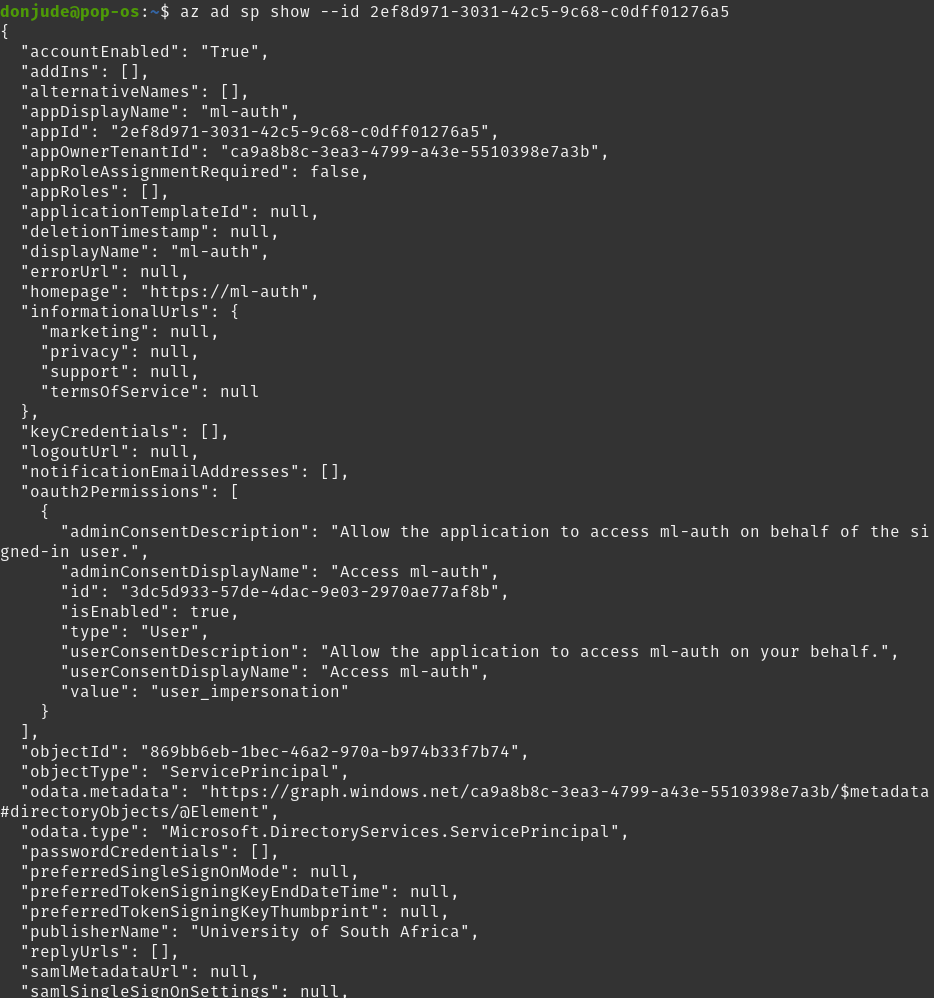 donjude@pop-os:~$ az ad sp show --id 2ef8d971-3031-42c5-9c68-c0dff01276a5
{
  "accountEnabled": "True",
  "addIns": [],
  "alternativeNames": [],
  "appDisplayName": "ml-auth",
  "appId": "2ef8d971-3031-42c5-9c68-c0dff01276a5",
  "appOwnerTenantId": "ca9a8b8c-3ea3-4799-a43e-5510398e7a3b",
  "appRoleAssignmentRequired": false,
  "appRoles": [],
  "applicationTemplateId": null,
  "deletionTimestamp": null,
  "displayName": "ml-auth",
  "errorUrl": null,
  "homepage": "https://ml-auth",
  "informationalUrls": {
    "marketing": null,
    "privacy": null,
    "support": null,
    "termsOfService": null
  },
  "keyCredentials": [],
  "logoutUrl": null,
  "notificationEmailAddresses": [],
  "oauth2Permissions": [
    {
      "adminConsentDescription": "Allow the application to access ml-auth on behalf of the si
gned-in user.",
      "adminConsentDisplayName": "Access ml-auth",
      "id": "3dc5d933-57de-4dac-9e03-2970ae77af8b",
      "isEnabled": true,
      "type": "User",
      "userConsentDescription": "Allow the application to access ml-auth on your behalf.",
      "userConsentDisplayName": "Access ml-auth",
      "value": "user_impersonation"
    }
  ],
  "objectId": "869bb6eb-1bec-46a2-970a-b974b33f7b74",
  "objectType": "ServicePrincipal",
  "odata.metadata": "https://graph.windows.net/ca9a8b8c-3ea3-4799-a43e-5510398e7a3b/$metadata
#directoryObjects/@Element",
  "odata.type": "Microsoft.DirectoryServices.ServicePrincipal",
  "passwordCredentials": [],
  "preferredSingleSignOnMode": null,
  "preferredTokenSigningKeyEndDateTime": null,
  "preferredTokenSigningKeyThumbprint": null,
  "publisherName": "University of South Africa",
  "replyUrls": [],
  "samlMetadataUrl": null,
  "samlSingleSignOnSettings": null,